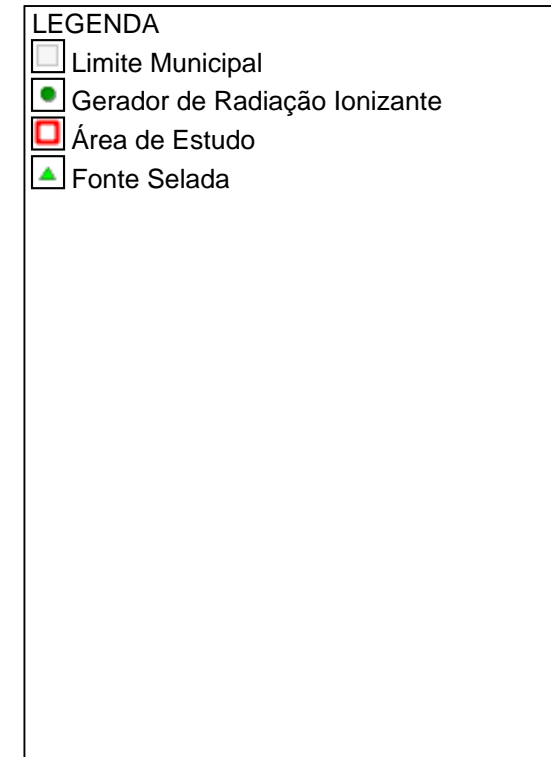 LEGENDA
Limite Municipal
Gerador de Radiação Ionizante
Área de Estudo
Fonte Selada